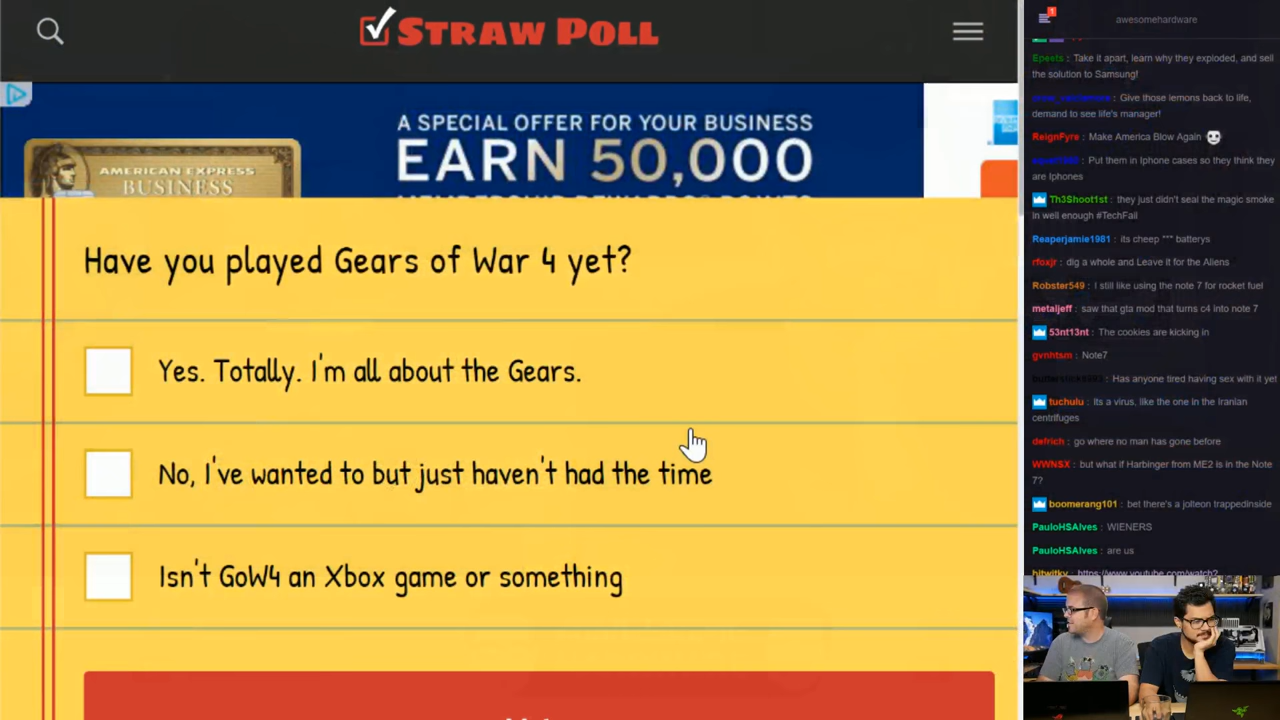 STRAW POLL
awesomehardware
1
A SPECIAL OFFER FOR YOUR BUSINESS
EARN 50,000
AMERICAN EXPRESS
BUSINESS
Have you played Gears of War 4 yet?
Yes. Totally. I'm all about the Gears.
No, I've wanted to but just haven't had the time
Isn't GoW4 an Xbox game or something
Epeets : Take it apart, learn why they exploded, and sell
the solution to Samsung!
Give those lemons back to life,
demand to see life's manager!
ReignFyre : Make America Blow Again
Put them in Iphone cases so they think they
are Iphones
Th3Shoot1st : they just didn't seal the magic smoke
in well enough #TechFail
Reaperjamie1981 : its cheep *** batterys
rfoxjr : dig a whole and Leave it for the Aliens
Robster549 : I still like using the note 7 for rocket fuel
metaljeff : saw that gta mod that turns c4 into note 7
53nt13nt : The cookies are kicking in
gvnhtsm : Note7
Has anyone tired having sex with it yet
tuchulu : its a virus. like the one in the Iranian
centrifuges
defrich : go where no man has gone before
WWNSX : but what if Harbinger from ME2 is in the Note
7?
boomerang101 : bet there's a jolteon trappedinside
PauloHSAlves : WIENERS
PauloHSAlves : are us
https://www.youtube.com/watch?